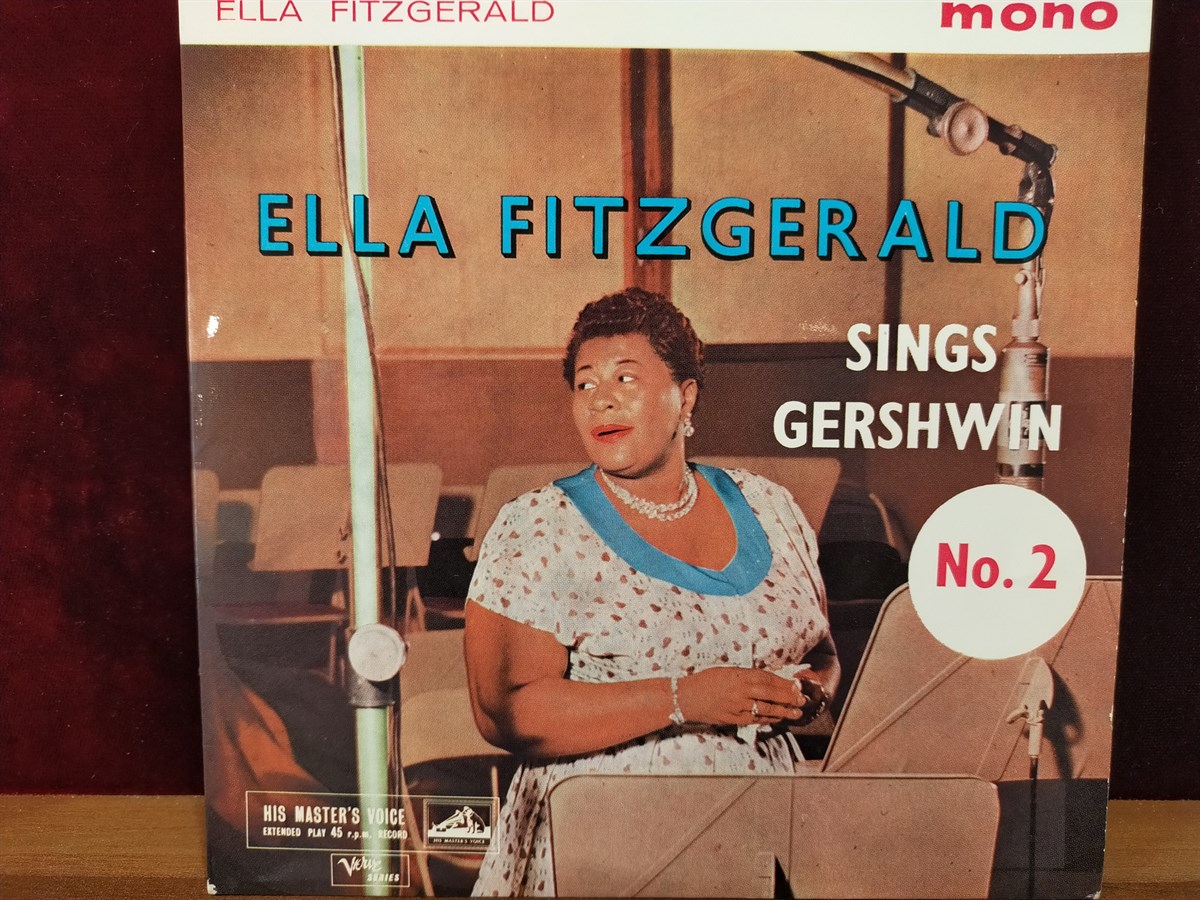 ELLA FITZGERALD
mono
ELLA FITZGERALD
SINGS
GERSHWIN
No. 2
HIS MASTER'S VOICE
EXTENDED PLAY 45 r.p.m. RECORD
HIS MASTER'S VOICE
Verve
SERIES